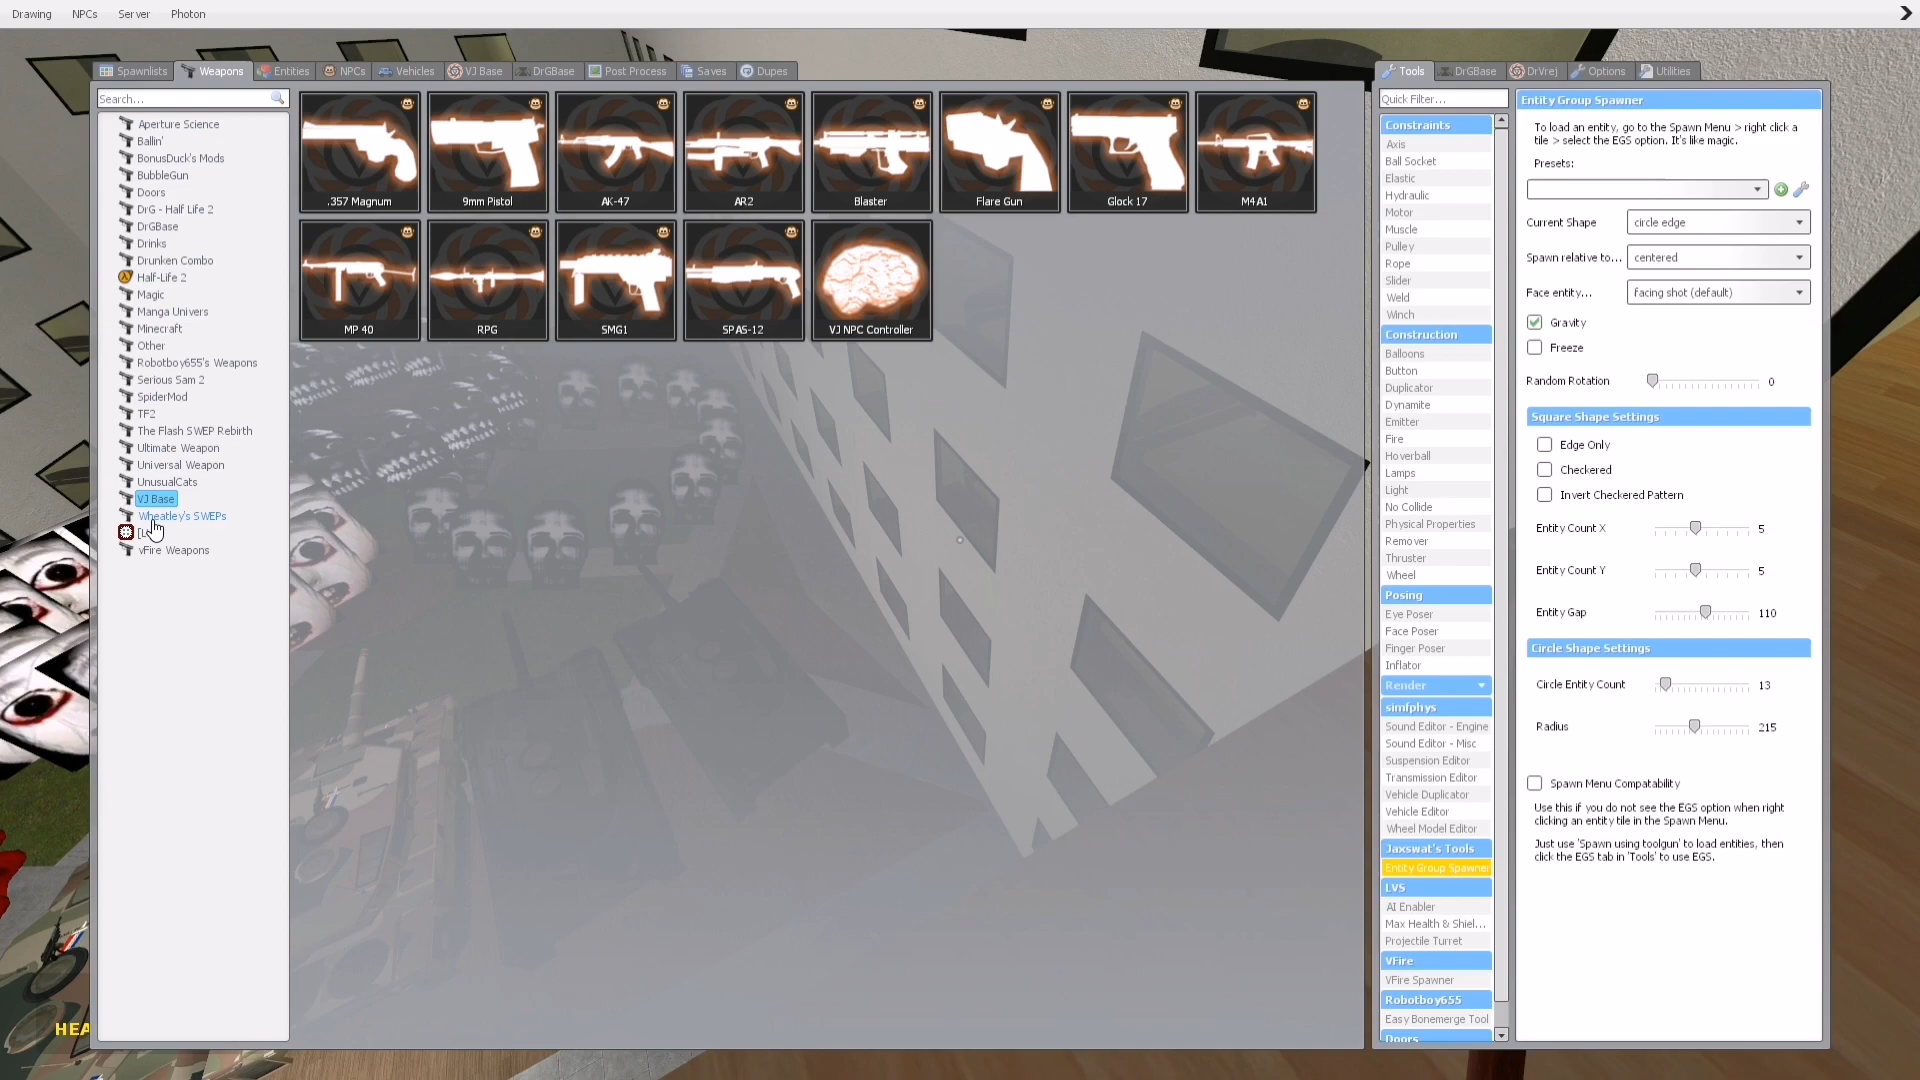 Drawing NPCs Server Photon
Spawnlists Weapons Entities NPCs Vehicles VJ Base DrGBase Post Process Saves Dupes
Search...
Aperture Science
Ballin'
BonusDuck's Mods
BubbleGun
Doors
DrG - Half Life 2
DrGBase
Drinks
Drunken Combo
Half-Life 2
Magic
Manga Univers
Minecraft
Other
Robotboy655's Weapons
Serious Sam 2
SpiderMod
TF2
The Flash SWEP Rebirth
Ultimate Weapon
Universal Weapon
UnusualCats
VJ Base
Wheatley's SWEPs
vFire Weapons
.357 Magnum 9mm Pistol AK-47 AR2 Blaster Flare Gun Glock 17 M4A1
MP 40 RPG SMG1 SPAS-12 VJ NPC Controller
HEA
Tools DrGBase DrVrej Options Utilities
Quick Filter...
Constraints
Axis
Ball Socket
Elastic
Hydraulic
Motor
Muscle
Pulley
Rope
Slider
Weld
Winch
Construction
Balloons
Button
Duplicator
Dynamite
Emitter
Fire
Hoverball
Lamps
Light
No Collide
Physical Properties
Remover
Thruster
Wheel
Posing
Eye Poser
Face Poser
Finger Poser
Inflator
Render
simfphys
Sound Editor - Engine
Sound Editor - Misc
Suspension Editor
Transmission Editor
Vehicle Duplicator
Vehicle Editor
Wheel Model Editor
Jaxswat's Tools
Entity Group Spawner
LVS
AI Enabler
Max Health & Shiel...
Projectile Turret
VFire
VFire Spawner
Robotboy655
Easy Bonemerge Tool
Doors
Entity Group Spawner
To load an entity, go to the Spawn Menu > right click a
tile > select the EGS option. It's like magic.
Presets:
Current Shape circle edge
Spawn relative to... centered
Face entity... facing shot (default)
Gravity
Freeze
Random Rotation 0
Square Shape Settings
Edge Only
Checkered
Invert Checkered Pattern
Entity Count X 5
Entity Count Y 5
Entity Gap 110
Circle Shape Settings
Circle Entity Count 13
Radius 215
Spawn Menu Compatability
Use this if you do not see the EGS option when right
clicking an entity tile in the Spawn Menu.
Just use 'Spawn using toolgun' to load entities, then
click the EGS tab in 'Tools' to use EGS.